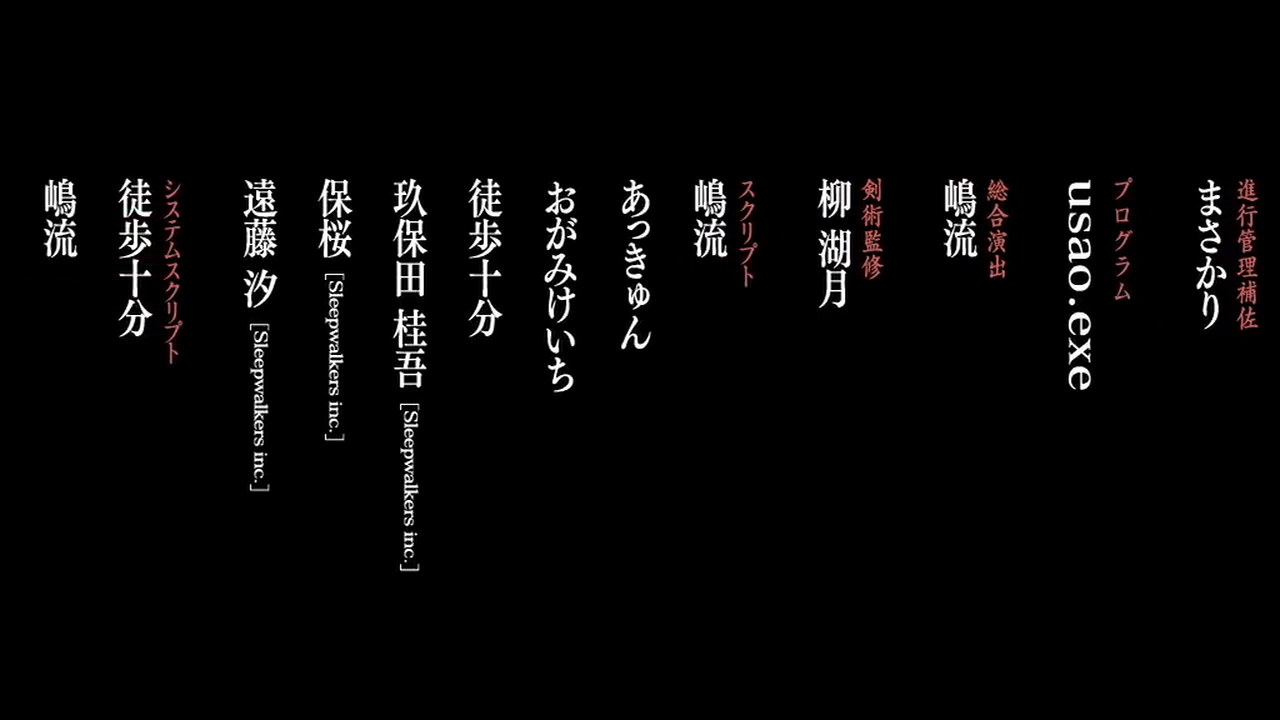 進行管理補佐
まさかり
プログラム
usao.exe
総合演出
嶋流
剣術監修
柳 湖月
スクリプト
嶋流
あっきゅん
おがみけいち
徒歩十分
玖保田 桂吾 [Sleepwalkers inc.]
保桜 [Sleepwalkers inc.]
遠藤 汐 [Sleepwalkers inc.]
システムスクリプト
徒歩十分
嶋流